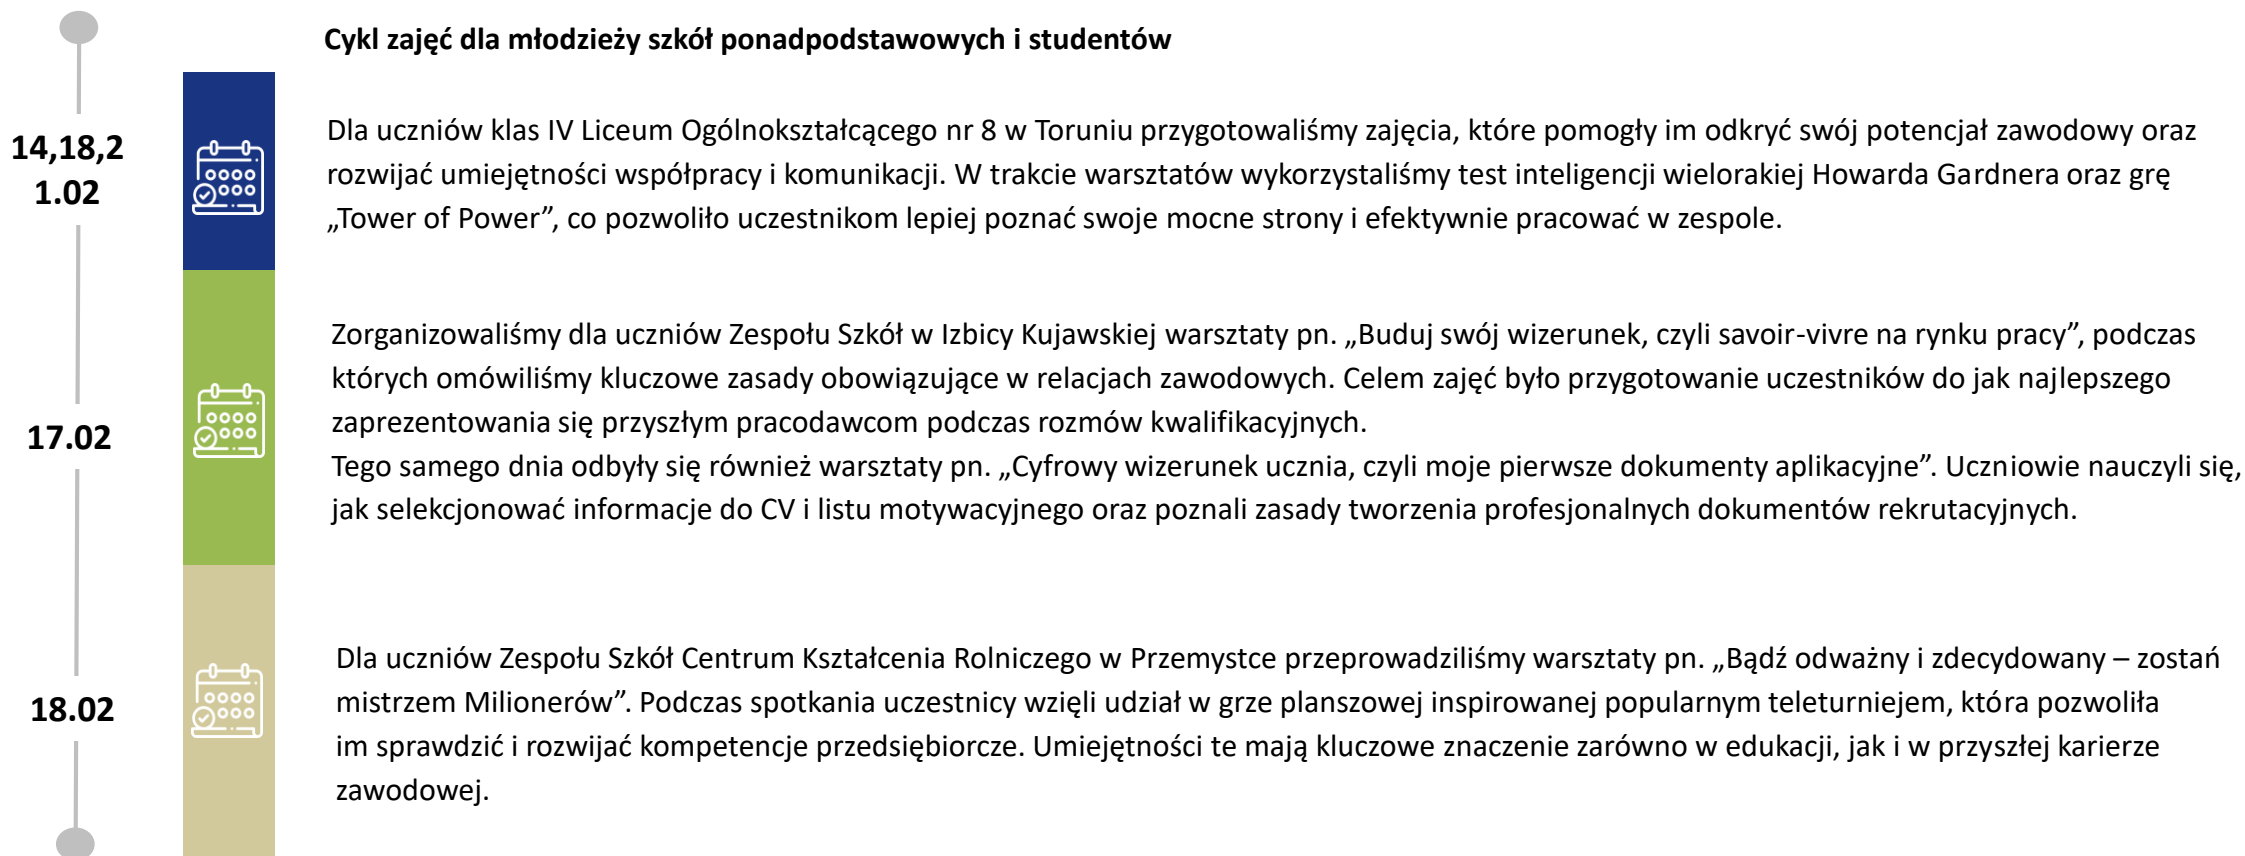 Cykl zajęć dla młodzieży szkół ponadpodstawowych i studentów
14,18,2
1.02
Dla uczniów klas IV Liceum Ogólnokształcącego nr 8 w Toruniu przygotowaliśmy zajęcia, które pomogły im odkryć swój potencjał zawodowy oraz
rozwijać umiejętności współpracy i komunikacji. W trakcie warsztatów wykorzystaliśmy test inteligencji wielorakiej Howarda Gardnera oraz grę
„Tower of Power”, co pozwoliło uczestnikom lepiej poznać swoje mocne strony i efektywnie pracować w zespole.
17.02
Zorganizowaliśmy dla uczniów Zespołu Szkół w Izbicy Kujawskiej warsztaty pn. „Buduj swój wizerunek, czyli savoir-vivre na rynku pracy”, podczas
których omówiliśmy kluczowe zasady obowiązujące w relacjach zawodowych. Celem zajęć było przygotowanie uczestników do jak najlepszego
zaprezentowania się przyszłym pracodawcom podczas rozmów kwalifikacyjnych.
Tego samego dnia odbyły się również warsztaty pn. „Cyfrowy wizerunek ucznia, czyli moje pierwsze dokumenty aplikacyjne”. Uczniowie nauczyli się,
jak selekcjonować informacje do CV i listu motywacyjnego oraz poznali zasady tworzenia profesjonalnych dokumentów rekrutacyjnych.
18.02
Dla uczniów Zespołu Szkół Centrum Kształcenia Rolniczego w Przemystce przeprowadziliśmy warsztaty pn. „Bądź odważny i zdecydowany – zostań
mistrzem Milionerów”. Podczas spotkania uczestnicy wzięli udział w grze planszowej inspirowanej popularnym teleturniejem, która pozwoliła
im sprawdzić i rozwijać kompetencje przedsiębiorcze. Umiejętności te mają kluczowe znaczenie zarówno w edukacji, jak i w przyszłej karierze
zawodowej.